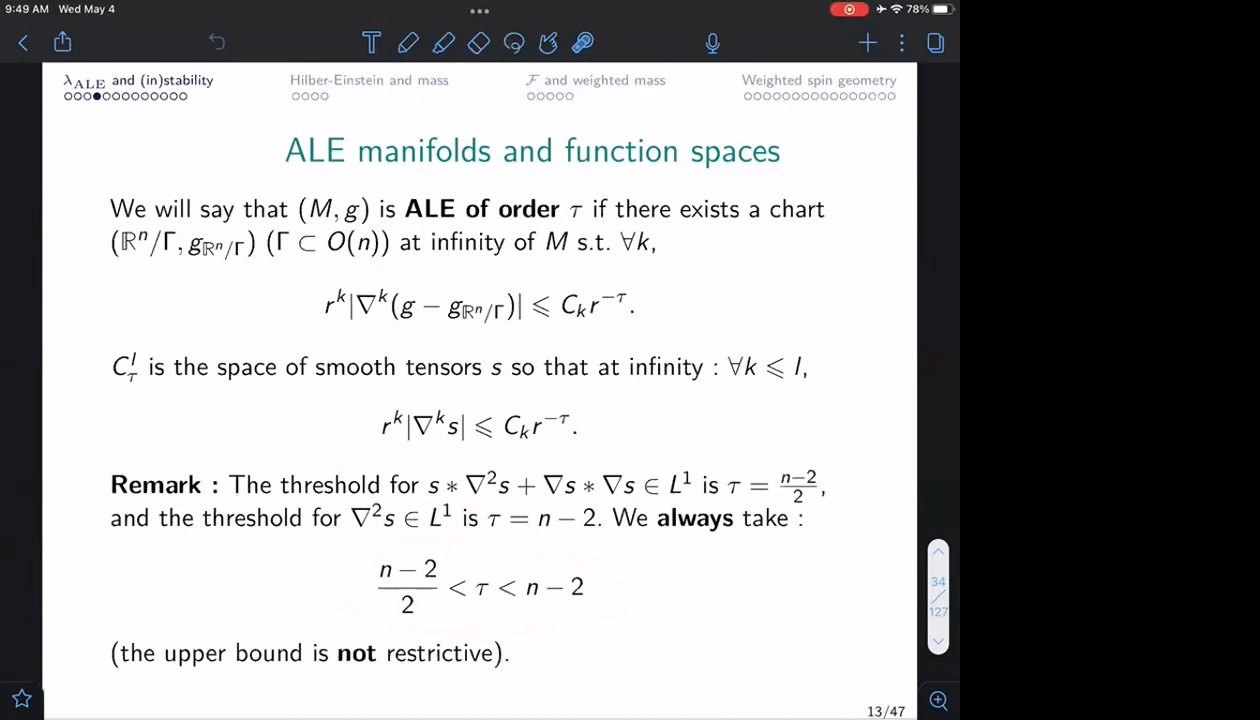 9:49 AM Wed May 4
78%
λALE and (in)stability
Hilber-Einstein and mass
ℱ and weighted mass
Weighted spin geometry
ALE manifolds and function spaces
We will say that (M, g) is ALE of order τ if there exists a chart
(ℝⁿ/Γ, g_{ℝⁿ/Γ}) (Γ ⊂ O(n)) at infinity of M s.t. ∀k,
r^k|∇^k(g − g_{ℝⁿ/Γ})| ⩽ C_k r^{−τ}.
C^l_τ is the space of smooth tensors s so that at infinity : ∀k ⩽ l,
r^k|∇^k s| ⩽ C_k r^{−τ}.
Remark : The threshold for s ∗ ∇²s + ∇s ∗ ∇s ∈ L¹ is τ = (n−2)/2,
and the threshold for ∇²s ∈ L¹ is τ = n − 2. We always take :
(n − 2)/2 < τ < n − 2
(the upper bound is not restrictive).
34
/
127
13/47